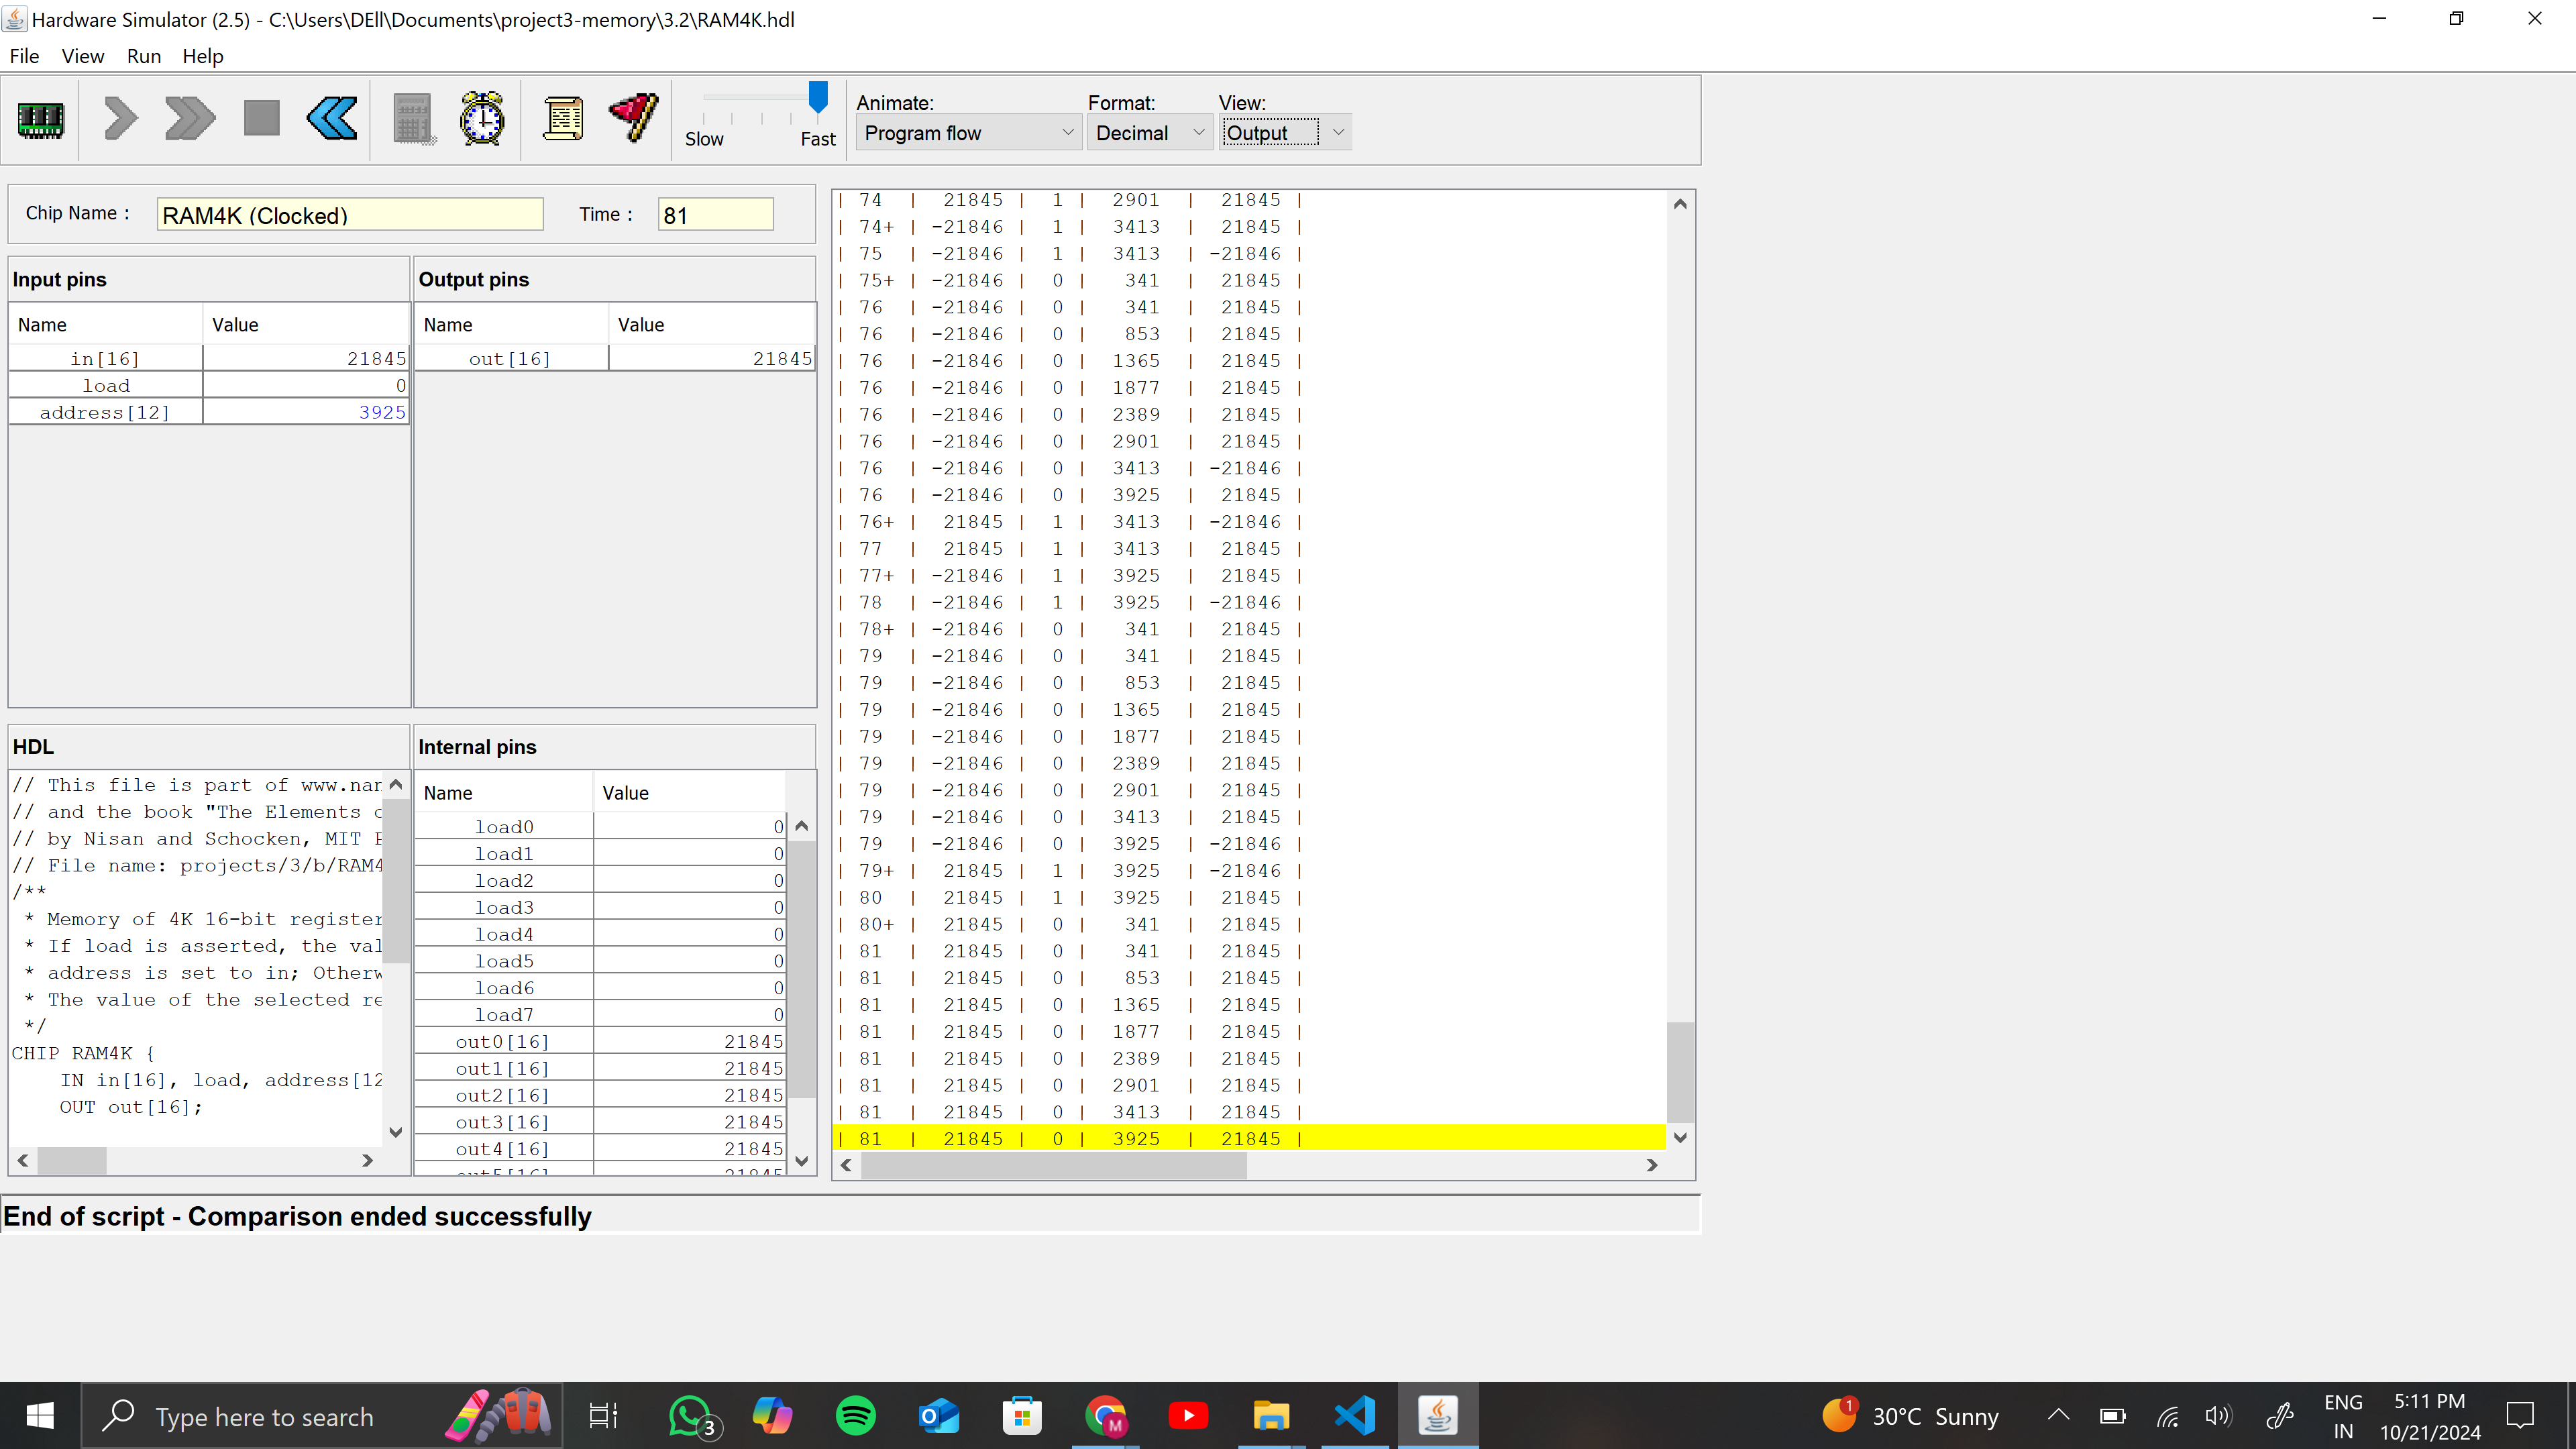 Hardware Simulator (2.5) - C:\Users\DEll\Documents\project3-memory\3.2\RAM4K.hdl
File View Run Help
Slow Fast
Animate: Format: View:
Program flow Decimal Output
Chip Name : RAM4K (Clocked) Time : 81
Input pins
Name Value
in[16] 21845
load 0
address[12] 3925
Output pins
Name Value
out[16] 21845
HDL
// This file is part of www.nan
// and the book "The Elements o
// by Nisan and Schocken, MIT P
// File name: projects/3/b/RAM4
/**
* Memory of 4K 16-bit register
* If load is asserted, the val
* address is set to in; Otherw
* The value of the selected re
*/
CHIP RAM4K {
IN in[16], load, address[12
OUT out[16];
Internal pins
Name Value
load0 0
load1 0
load2 0
load3 0
load4 0
load5 0
load6 0
load7 0
out0[16] 21845
out1[16] 21845
out2[16] 21845
out3[16] 21845
out4[16] 21845
out5[16] 21845
| 74 | 21845 | 1 | 2901 | 21845 |
| 74+ | -21846 | 1 | 3413 | 21845 |
| 75 | -21846 | 1 | 3413 | -21846 |
| 75+ | -21846 | 0 | 341 | 21845 |
| 76 | -21846 | 0 | 341 | 21845 |
| 76 | -21846 | 0 | 853 | 21845 |
| 76 | -21846 | 0 | 1365 | 21845 |
| 76 | -21846 | 0 | 1877 | 21845 |
| 76 | -21846 | 0 | 2389 | 21845 |
| 76 | -21846 | 0 | 2901 | 21845 |
| 76 | -21846 | 0 | 3413 | -21846 |
| 76 | -21846 | 0 | 3925 | 21845 |
| 76+ | 21845 | 1 | 3413 | -21846 |
| 77 | 21845 | 1 | 3413 | 21845 |
| 77+ | -21846 | 1 | 3925 | 21845 |
| 78 | -21846 | 1 | 3925 | -21846 |
| 78+ | -21846 | 0 | 341 | 21845 |
| 79 | -21846 | 0 | 341 | 21845 |
| 79 | -21846 | 0 | 853 | 21845 |
| 79 | -21846 | 0 | 1365 | 21845 |
| 79 | -21846 | 0 | 1877 | 21845 |
| 79 | -21846 | 0 | 2389 | 21845 |
| 79 | -21846 | 0 | 2901 | 21845 |
| 79 | -21846 | 0 | 3413 | 21845 |
| 79 | -21846 | 0 | 3925 | -21846 |
| 79+ | 21845 | 1 | 3925 | -21846 |
| 80 | 21845 | 1 | 3925 | 21845 |
| 80+ | 21845 | 0 | 341 | 21845 |
| 81 | 21845 | 0 | 341 | 21845 |
| 81 | 21845 | 0 | 853 | 21845 |
| 81 | 21845 | 0 | 1365 | 21845 |
| 81 | 21845 | 0 | 1877 | 21845 |
| 81 | 21845 | 0 | 2389 | 21845 |
| 81 | 21845 | 0 | 2901 | 21845 |
| 81 | 21845 | 0 | 3413 | 21845 |
| 81 | 21845 | 0 | 3925 | 21845 |
End of script - Comparison ended successfully
Type here to search
3
M
1
30°C Sunny
ENG
IN
5:11 PM
10/21/2024